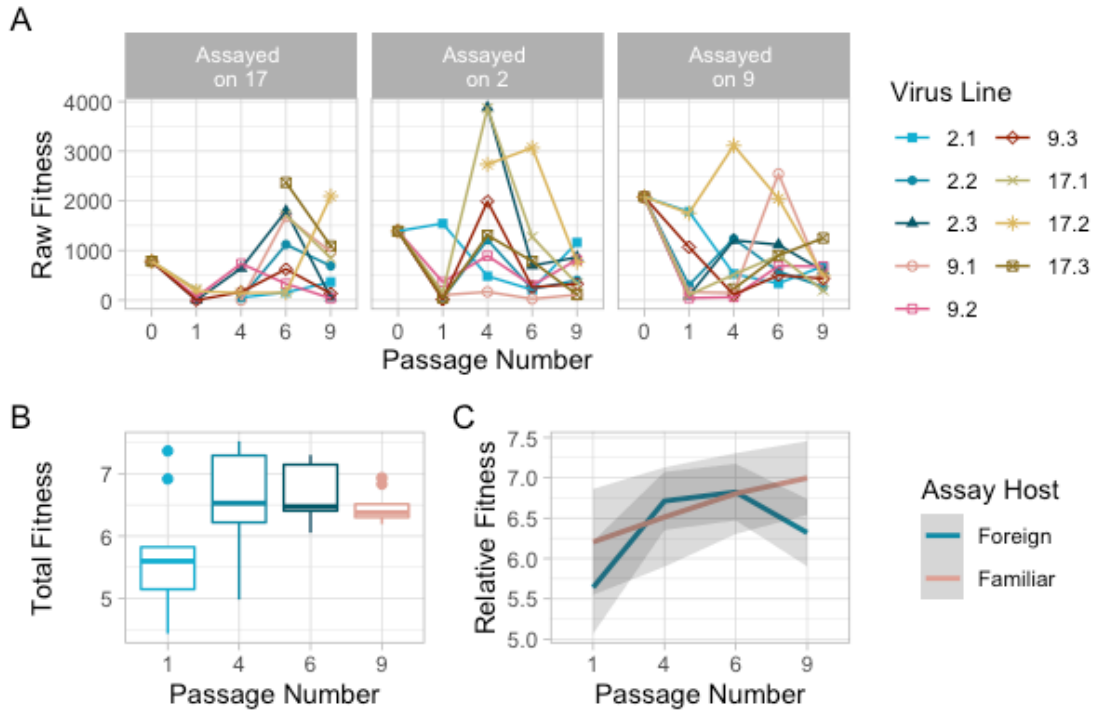 A
Assayed
on 17
Assayed
on 2
Assayed
on 9
Raw Fitness
4000
3000
2000
1000
0
0 1 4 6 9
0 1 4 6 9
0 1 4 6 9
Passage Number
Virus Line
2.1
2.2
2.3
9.1
9.2
9.3
17.1
17.2
17.3
B
Total Fitness
7
6
5
1 4 6 9
Passage Number
C
Relative Fitness
7.5
7.0
6.5
6.0
5.5
5.0
1 4 6 9
Passage Number
Assay Host
Foreign
Familiar